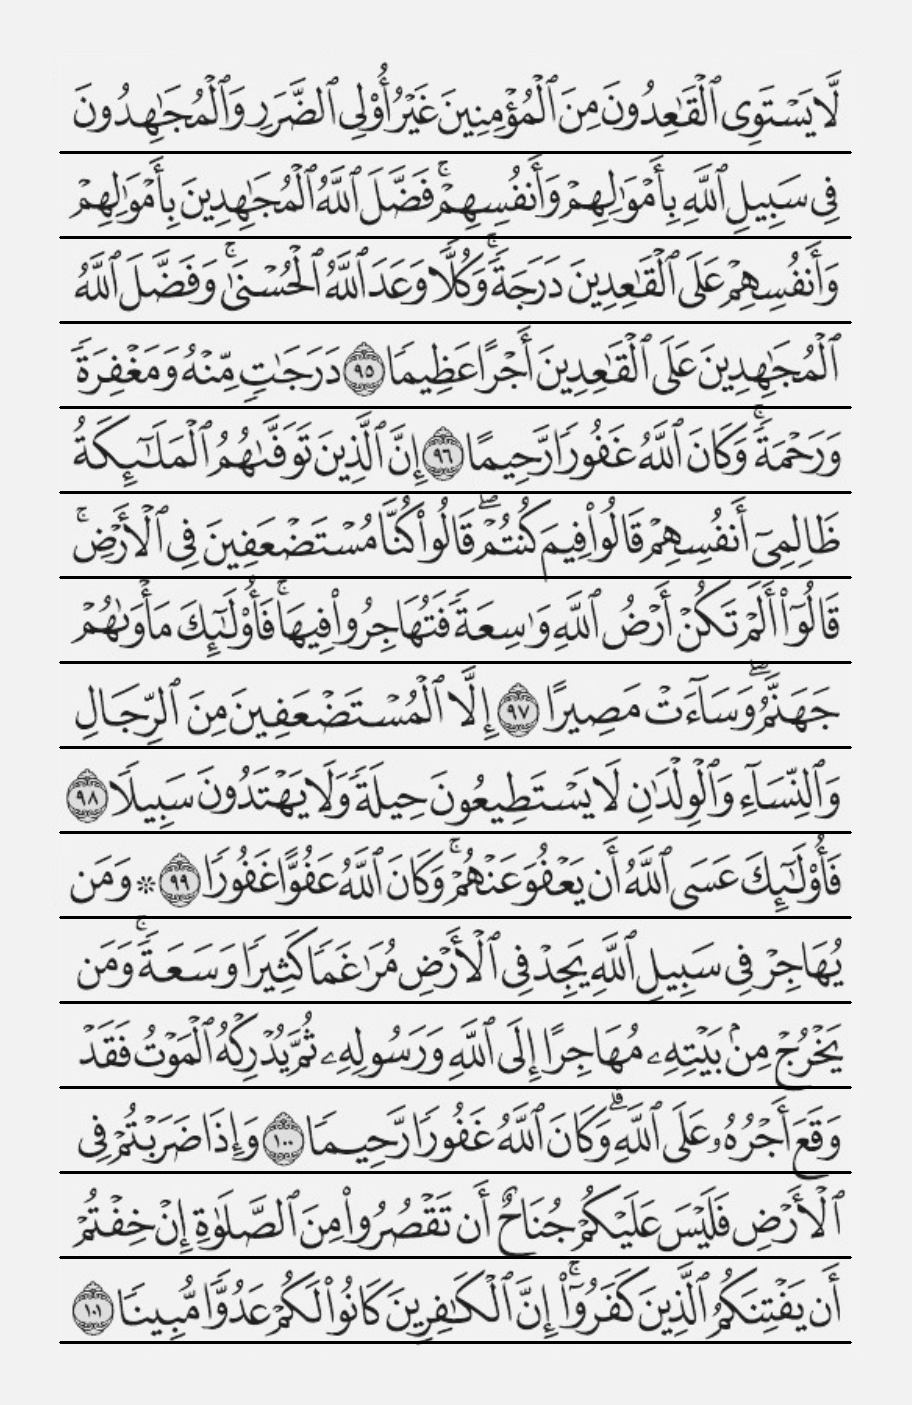 لَّا يَسۡتَوِي ٱلۡقَٰعِدُونَ مِنَ ٱلۡمُؤۡمِنِينَ غَيۡرُ أُوْلِي ٱلضَّرَرِ وَٱلۡمُجَٰهِدُونَ
فِي سَبِيلِ ٱللَّهِ بِأَمۡوَٰلِهِمۡ وَأَنفُسِهِمۡۚ فَضَّلَ ٱللَّهُ ٱلۡمُجَٰهِدِينَ بِأَمۡوَٰلِهِمۡ
وَأَنفُسِهِمۡ عَلَى ٱلۡقَٰعِدِينَ دَرَجَةٗۚ وَكُلّٗا وَعَدَ ٱللَّهُ ٱلۡحُسۡنَىٰۚ وَفَضَّلَ ٱللَّهُ
ٱلۡمُجَٰهِدِينَ عَلَى ٱلۡقَٰعِدِينَ أَجۡرًا عَظِيمٗا ٩٥ دَرَجَٰتٖ مِّنۡهُ وَمَغۡفِرَةٗ
وَرَحۡمَةٗۚ وَكَانَ ٱللَّهُ غَفُورٗا رَّحِيمًا ٩٦ إِنَّ ٱلَّذِينَ تَوَفَّىٰهُمُ ٱلۡمَلَٰٓئِكَةُ
ظَالِمِيٓ أَنفُسِهِمۡ قَالُواْ فِيمَ كُنتُمۡۖ قَالُواْ كُنَّا مُسۡتَضۡعَفِينَ فِي ٱلۡأَرۡضِۚ
قَالُوٓاْ أَلَمۡ تَكُنۡ أَرۡضُ ٱللَّهِ وَٰسِعَةٗ فَتُهَاجِرُواْ فِيهَاۚ فَأُوْلَٰٓئِكَ مَأۡوَىٰهُمۡ
جَهَنَّمُۖ وَسَآءَتۡ مَصِيرًا ٩٧ إِلَّا ٱلۡمُسۡتَضۡعَفِينَ مِنَ ٱلرِّجَالِ
وَٱلنِّسَآءِ وَٱلۡوِلۡدَٰنِ لَا يَسۡتَطِيعُونَ حِيلَةٗ وَلَا يَهۡتَدُونَ سَبِيلٗا ٩٨
فَأُوْلَٰٓئِكَ عَسَى ٱللَّهُ أَن يَعۡفُوَ عَنۡهُمۡۚ وَكَانَ ٱللَّهُ عَفُوًّا غَفُورٗا ٩٩ ۞ وَمَن
يُهَاجِرۡ فِي سَبِيلِ ٱللَّهِ يَجِدۡ فِي ٱلۡأَرۡضِ مُرَٰغَمٗا كَثِيرٗا وَسَعَةٗۚ وَمَن
يَخۡرُجۡ مِنۢ بَيۡتِهِۦ مُهَاجِرًا إِلَى ٱللَّهِ وَرَسُولِهِۦ ثُمَّ يُدۡرِكۡهُ ٱلۡمَوۡتُ فَقَدۡ
وَقَعَ أَجۡرُهُۥ عَلَى ٱللَّهِۗ وَكَانَ ٱللَّهُ غَفُورٗا رَّحِيمٗا ١٠٠ وَإِذَا ضَرَبۡتُمۡ فِي
ٱلۡأَرۡضِ فَلَيۡسَ عَلَيۡكُمۡ جُنَاحٌ أَن تَقۡصُرُواْ مِنَ ٱلصَّلَوٰةِ إِنۡ خِفۡتُمۡ
أَن يَفۡتِنَكُمُ ٱلَّذِينَ كَفَرُوٓاْۚ إِنَّ ٱلۡكَٰفِرِينَ كَانُواْ لَكُمۡ عَدُوّٗا مُّبِينٗا ١٠١